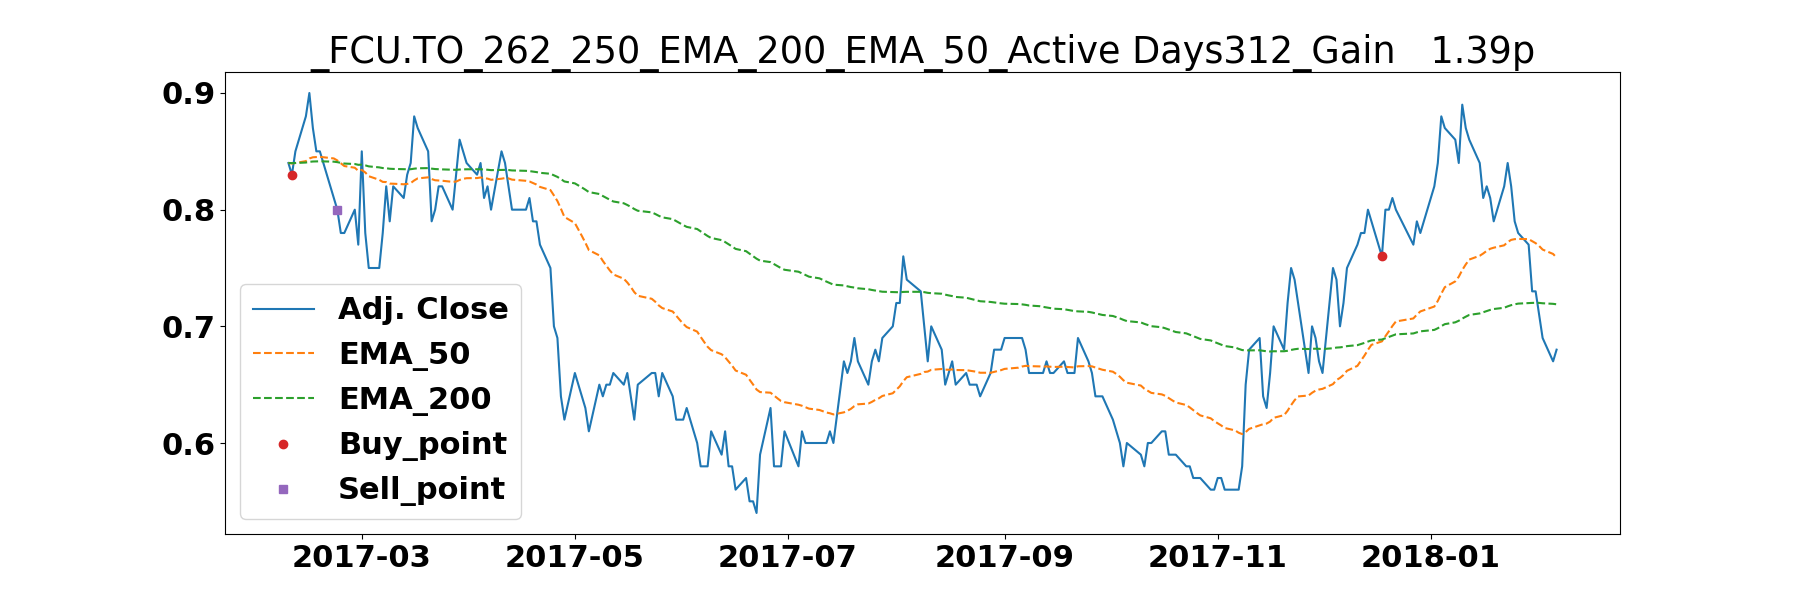 _FCU.TO_262_250_EMA_200_EMA_50_Active Days312_Gain   1.39p
0.9
0.8
0.7
0.6
Adj. Close
EMA_50
EMA_200
Buy_point
Sell_point
2017-03 2017-05 2017-07 2017-09 2017-11 2018-01